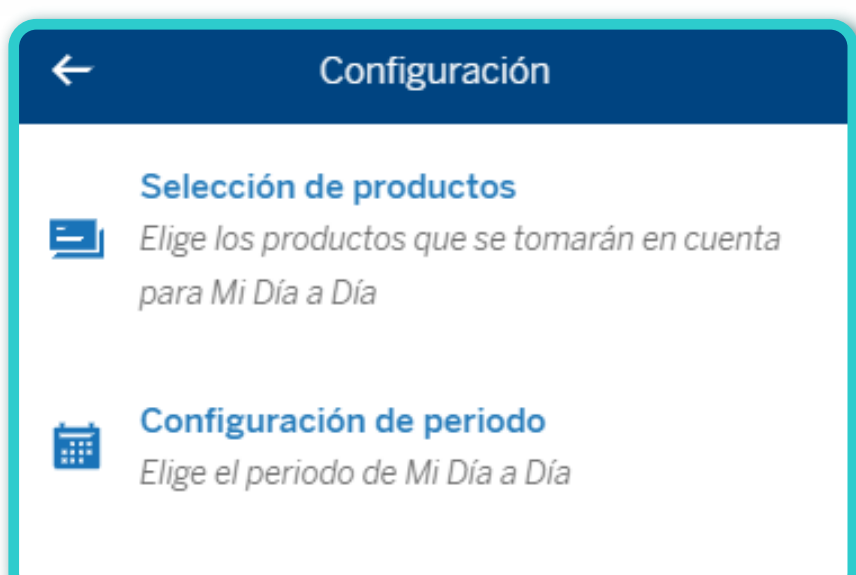 Configuración
Selección de productos
Elige los productos que se tomarán en cuenta
para Mi Día a Día
Configuración de periodo
Elige el periodo de Mi Día a Día